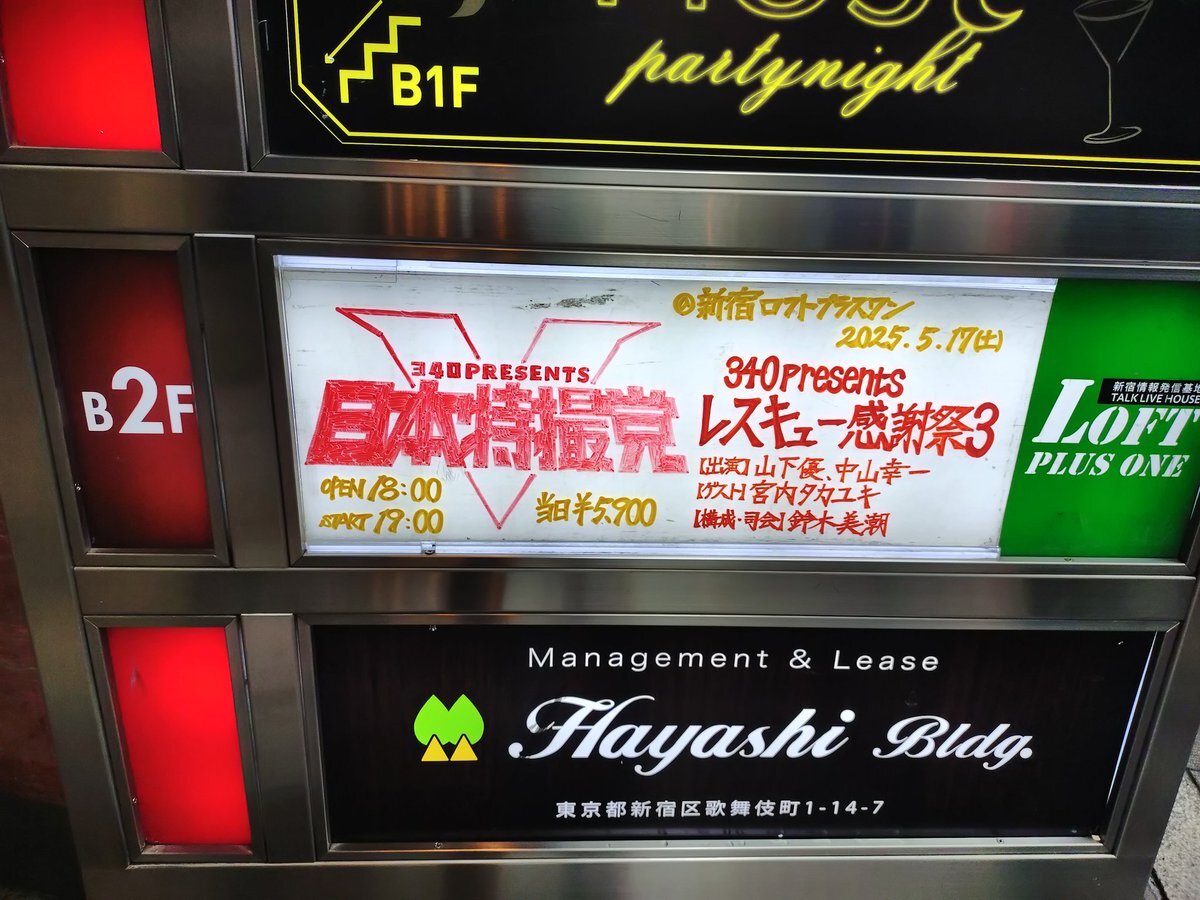 B1F
partynight
B2F
340PRESENTS
日本特撮党
OPEN 18:00
START 19:00
当日¥5,900
@新宿ロフトプラスワン
2025.5.17(土)
340presents
レスキュー感謝祭3
【出演】山下優、中山幸一
【ゲスト】宮内タカユキ
【構成・司会】鈴木美潮
新宿情報発信基地
TALK LIVE HOUSE
LOFT
PLUS ONE
Management & Lease
Hayashi Bldg.
東京都新宿区歌舞伎町1-14-7